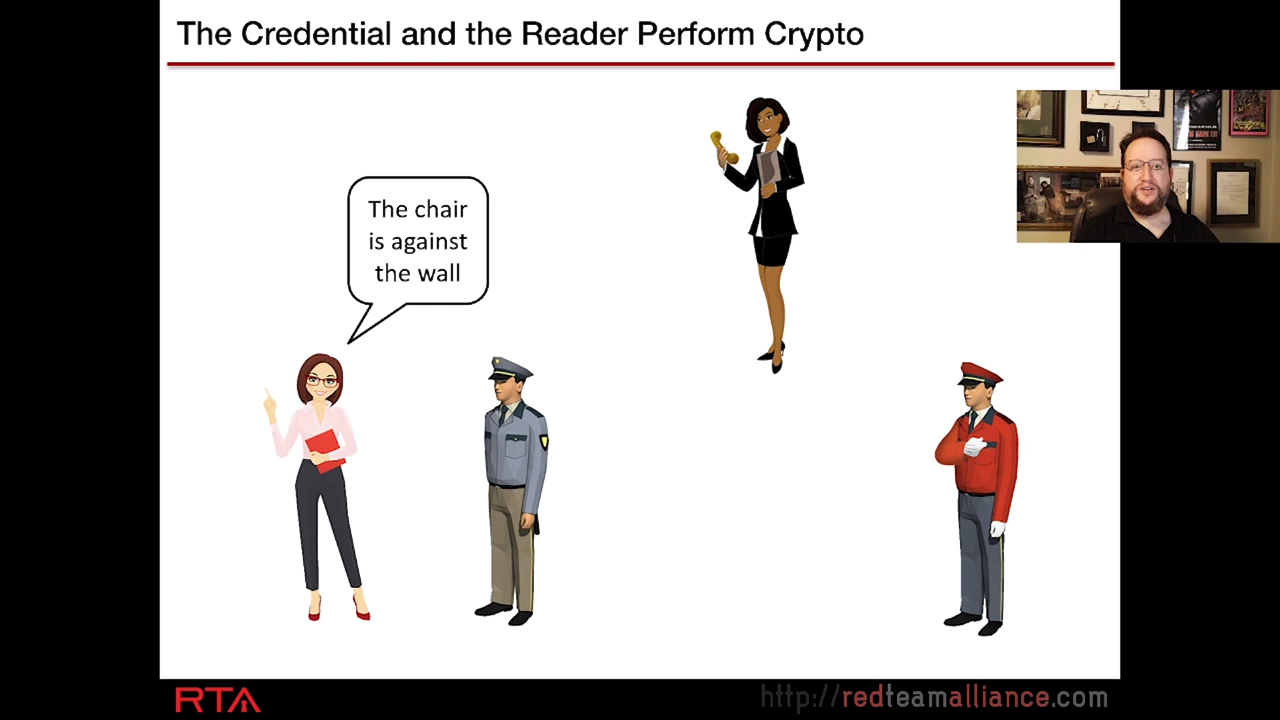 The Credential and the Reader Perform Crypto
The chair
is against
the wall
RTA
http://redteamalliance.com